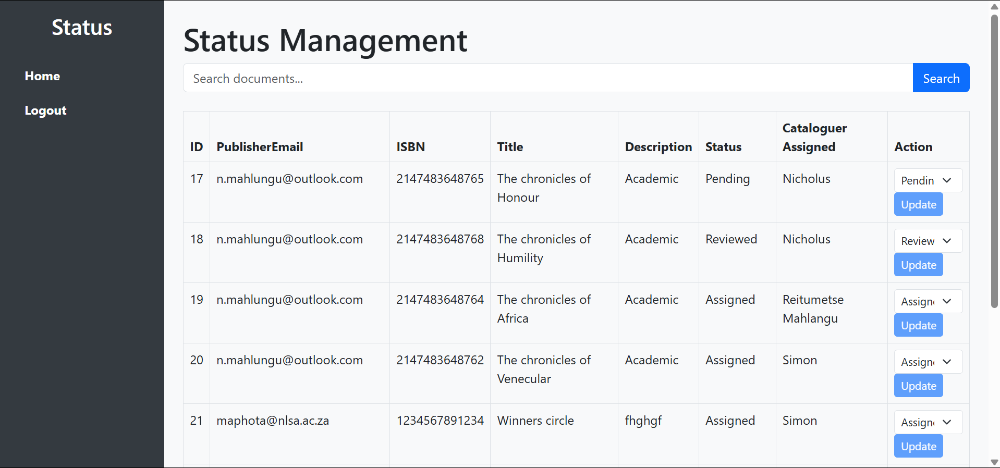 Status
Home
Logout
Status Management
Search documents...
Search
ID PublisherEmail ISBN Title Description Status Cataloguer Assigned Action
17 n.mahlungu@outlook.com 2147483648765 The chronicles of Honour Academic Pending Nicholus Pendin
Update
18 n.mahlungu@outlook.com 2147483648768 The chronicles of Humility Academic Reviewed Nicholus Review
Update
19 n.mahlungu@outlook.com 2147483648764 The chronicles of Africa Academic Assigned Reitumetse Mahlangu Assign
Update
20 n.mahlungu@outlook.com 2147483648762 The chronicles of Venecular Academic Assigned Simon Assign
Update
21 maphota@nlsa.ac.za 1234567891234 Winners circle fhghgf Assigned Simon Assign
Update